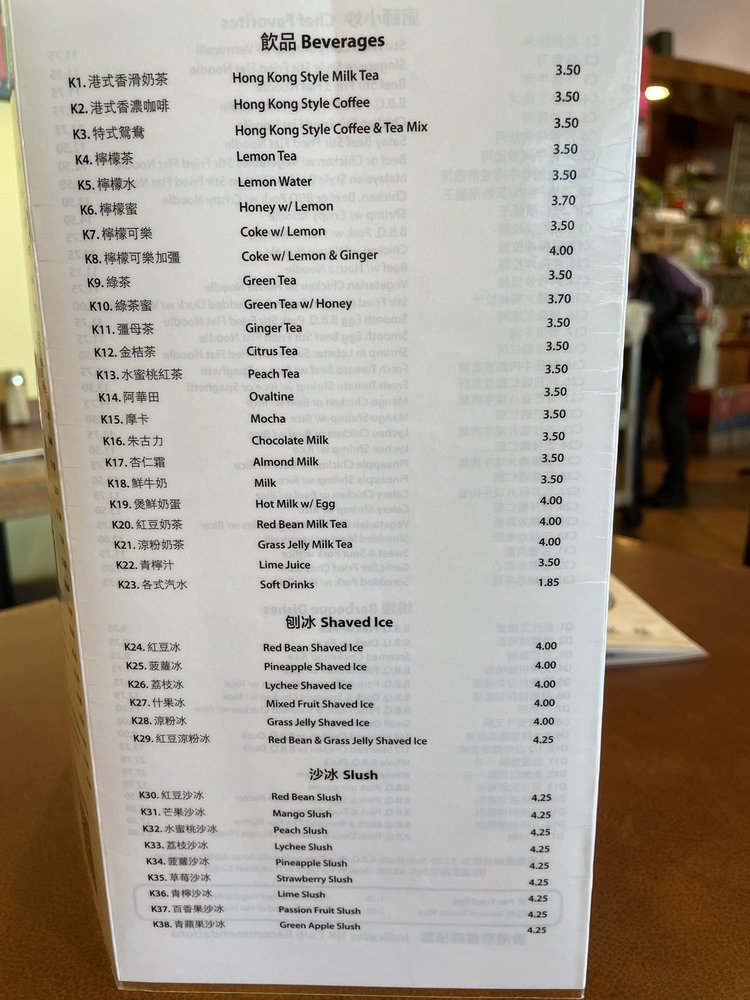 飲品 Beverages
K1. 港式香滑奶茶 Hong Kong Style Milk Tea 3.50
K2. 港式香濃咖啡 Hong Kong Style Coffee 3.50
K3. 特式鴛鴦 Hong Kong Style Coffee & Tea Mix 3.50
K4. 檸檬茶 Lemon Tea 3.50
K5. 檸檬水 Lemon Water 3.50
K6. 檸檬蜜 Honey w/ Lemon 3.70
K7. 檸檬可樂 Coke w/ Lemon 3.50
K8. 檸檬可樂加彊 Coke w/ Lemon & Ginger 4.00
K9. 綠茶 Green Tea 3.50
K10. 綠茶蜜 Green Tea w/ Honey 3.70
K11. 彊母茶 Ginger Tea 3.50
K12. 金桔茶 Citrus Tea 3.50
K13. 水蜜桃紅茶 Peach Tea 3.50
K14. 阿華田 Ovaltine 3.50
K15. 摩卡 Mocha 3.50
K16. 朱古力 Chocolate Milk 3.50
K17. 杏仁霜 Almond Milk 3.50
K18. 鮮牛奶 Milk 3.50
K19. 煲鮮奶蛋 Hot Milk w/ Egg 4.00
K20. 紅豆奶茶 Red Bean Milk Tea 4.00
K21. 涼粉奶茶 Grass Jelly Milk Tea 4.00
K22. 青檸汁 Lime Juice 3.50
K23. 各式汽水 Soft Drinks 1.85
刨冰 Shaved Ice
K24. 紅豆冰 Red Bean Shaved Ice 4.00
K25. 菠蘿冰 Pineapple Shaved Ice 4.00
K26. 荔枝冰 Lychee Shaved Ice 4.00
K27. 什果冰 Mixed Fruit Shaved Ice 4.00
K28. 涼粉冰 Grass Jelly Shaved Ice 4.00
K29. 紅豆涼粉冰 Red Bean & Grass Jelly Shaved Ice 4.25
沙冰 Slush
K30. 紅豆沙冰 Red Bean Slush 4.25
K31. 芒果沙冰 Mango Slush 4.25
K32. 水蜜桃沙冰 Peach Slush 4.25
K33. 荔枝沙冰 Lychee Slush 4.25
K34. 菠蘿沙冰 Pineapple Slush 4.25
K35. 草莓沙冰 Strawberry Slush 4.25
K36. 青檸沙冰 Lime Slush 4.25
K37. 百香果沙冰 Passion Fruit Slush 4.25
K38. 青蘋果沙冰 Green Apple Slush 4.25